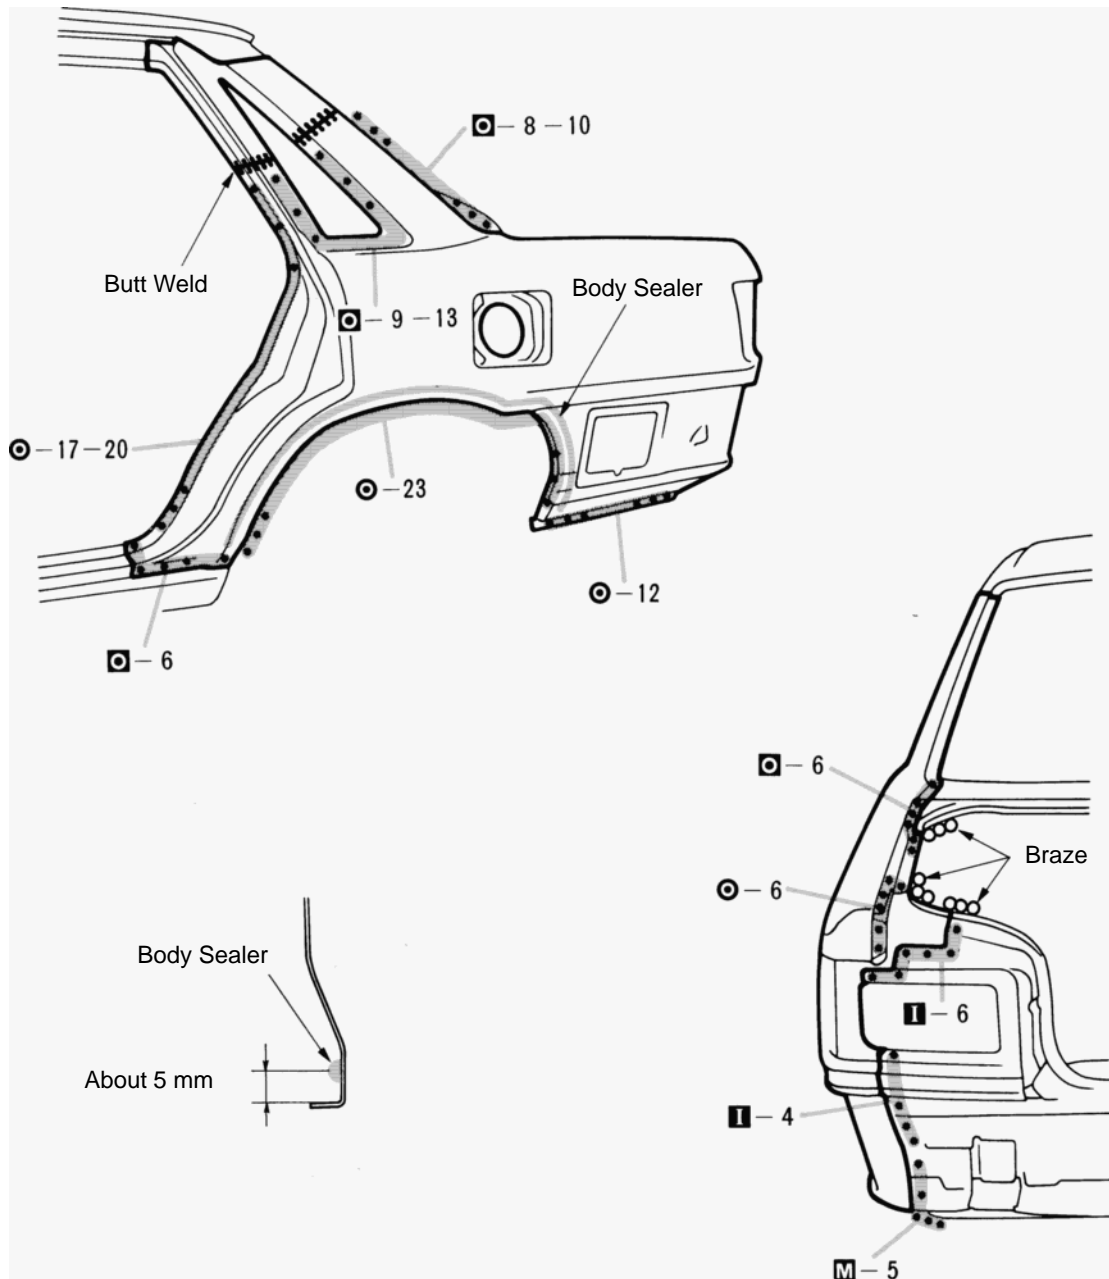 8 — 10
Butt Weld
Body Sealer
9 — 13
17 — 20
23
12
6
6
Braze
6
Body Sealer
I — 6
About 5 mm
I — 4
M — 5